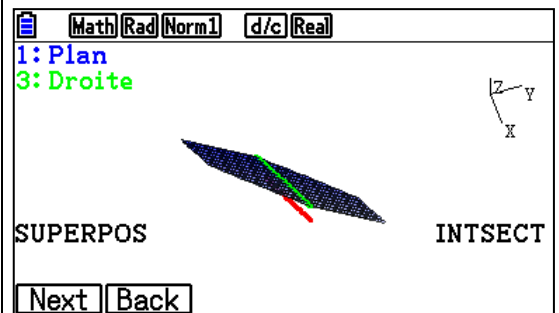 Math Rad Norm1 d/c Real
1:Plan
3:Droite
Z Y
X
SUPERPOS INTSECT
Next Back